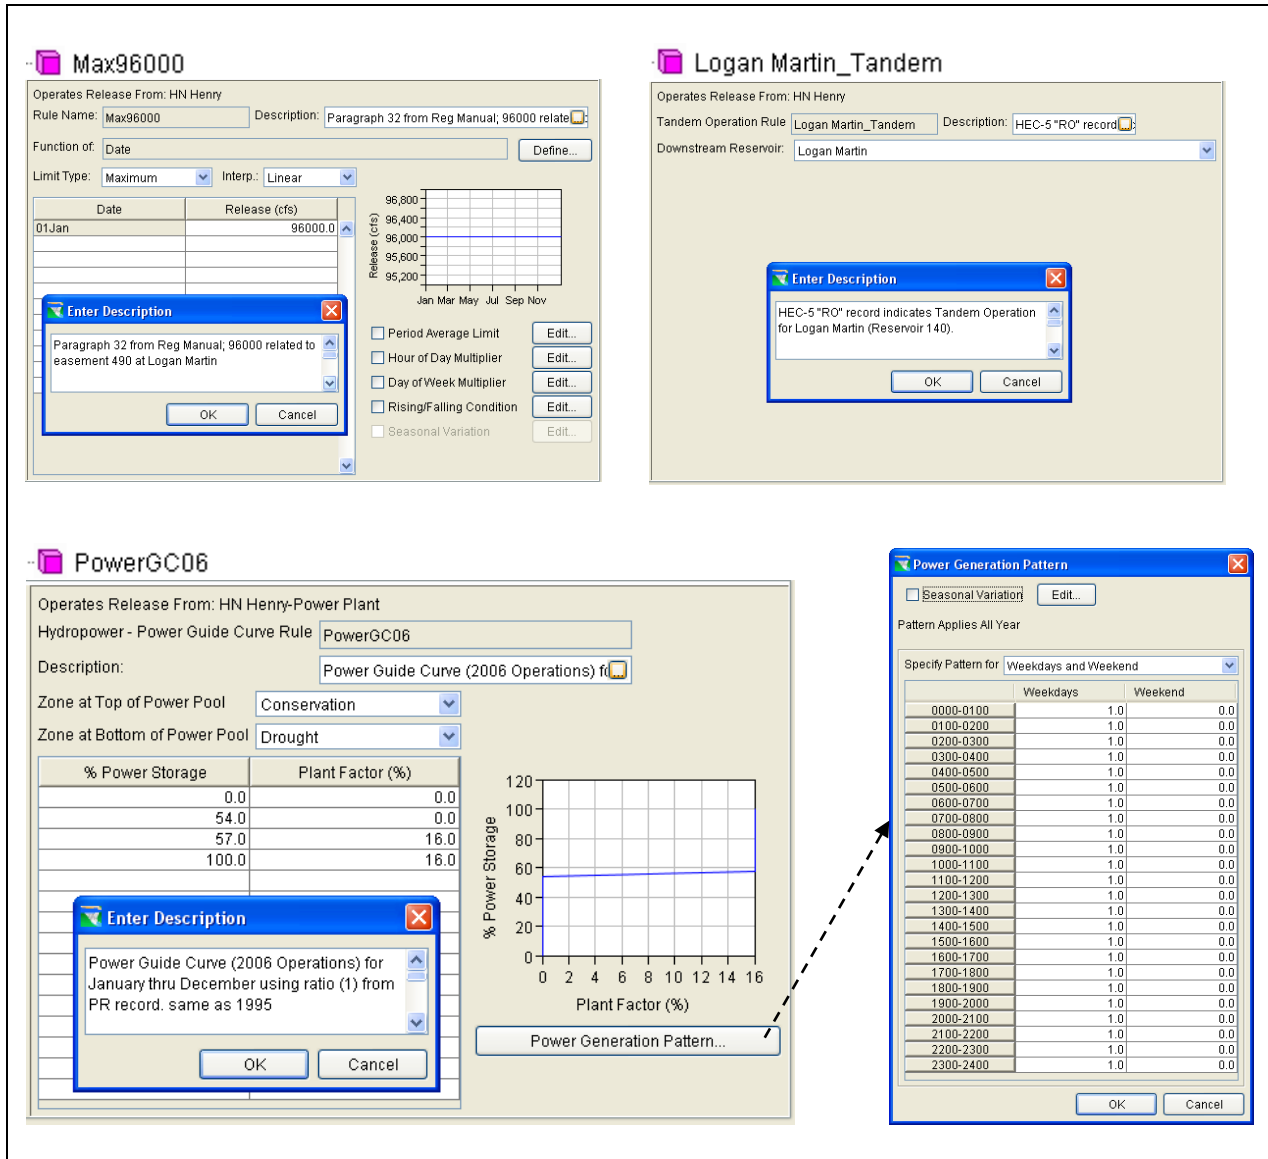 Max96000
Operates Release From: HN Henry
Rule Name: Max96000 Description: Paragraph 32 from Reg Manual; 96000 relate
Function of: Date Define...
Limit Type: Maximum Interp.: Linear
Date Release (cfs)
01Jan 96000.0
96,800
96,400
96,000
95,600
95,200
Release (cfs)
Jan Mar May Jul Sep Nov
Enter Description
Paragraph 32 from Reg Manual; 96000 related to
easement 490 at Logan Martin
OK Cancel
Period Average Limit Edit...
Hour of Day Multiplier Edit...
Day of Week Multiplier Edit...
Rising/Falling Condition Edit...
Seasonal Variation Edit...
Logan Martin_Tandem
Operates Release From: HN Henry
Tandem Operation Rule Logan Martin_Tandem Description: HEC-5 "RO" record
Downstream Reservoir: Logan Martin
Enter Description
HEC-5 "RO" record indicates Tandem Operation
for Logan Martin (Reservoir 140).
OK Cancel
PowerGC06
Operates Release From: HN Henry-Power Plant
Hydropower - Power Guide Curve Rule PowerGC06
Description: Power Guide Curve (2006 Operations) fo
Zone at Top of Power Pool Conservation
Zone at Bottom of Power Pool Drought
% Power Storage Plant Factor (%)
0.0 0.0
54.0 0.0
57.0 16.0
100.0 16.0
120
100
80
60
40
20
0
% Power Storage
0 2 4 6 8 10 12 14 16
Plant Factor (%)
Power Generation Pattern...
Enter Description
Power Guide Curve (2006 Operations) for
January thru December using ratio (1) from
PR record. same as 1995
OK Cancel
Power Generation Pattern
Seasonal Variation Edit...
Pattern Applies All Year
Specify Pattern for Weekdays and Weekend
Weekdays Weekend
0000-0100 1.0 0.0
0100-0200 1.0 0.0
0200-0300 1.0 0.0
0300-0400 1.0 0.0
0400-0500 1.0 0.0
0500-0600 1.0 0.0
0600-0700 1.0 0.0
0700-0800 1.0 0.0
0800-0900 1.0 0.0
0900-1000 1.0 0.0
1000-1100 1.0 0.0
1100-1200 1.0 0.0
1200-1300 1.0 0.0
1300-1400 1.0 0.0
1400-1500 1.0 0.0
1500-1600 1.0 0.0
1600-1700 1.0 0.0
1700-1800 1.0 0.0
1800-1900 1.0 0.0
1900-2000 1.0 0.0
2000-2100 1.0 0.0
2100-2200 1.0 0.0
2200-2300 1.0 0.0
2300-2400 1.0 0.0
OK Cancel